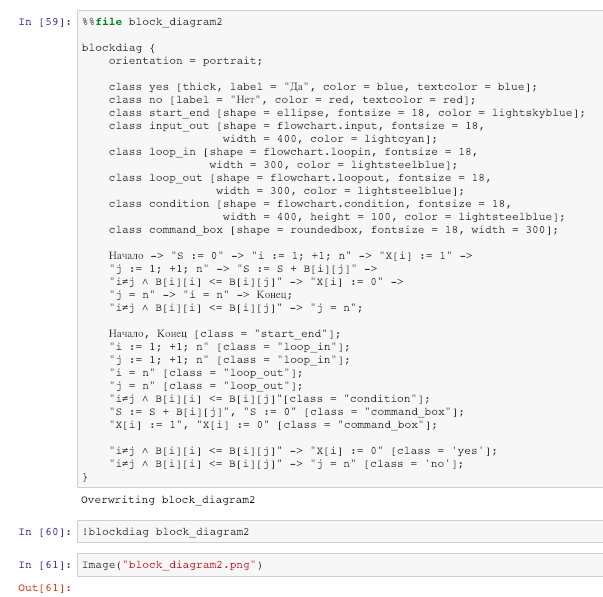 In [59]: %%file block_diagram2
blockdiag {
orientation = portrait;
class yes [thick, label = "Да", color = blue, textcolor = blue];
class no [label = "Нет", color = red, textcolor = red];
class start_end [shape = ellipse, fontsize = 18, color = lightskyblue];
class input_out [shape = flowchart.input, fontsize = 18,
width = 400, color = lightcyan];
class loop_in [shape = flowchart.loopin, fontsize = 18,
width = 300, color = lightsteelblue];
class loop_out [shape = flowchart.loopout, fontsize = 18,
width = 300, color = lightsteelblue];
class condition [shape = flowchart.condition, fontsize = 18,
width = 400, height = 100, color = lightsteelblue];
class command_box [shape = roundedbox, fontsize = 18, width = 300];
Начало -> "S := 0" -> "i := 1; +1; n" -> "X[i] := 1" ->
"j := 1; +1; n" -> "S := S + B[i][j]" ->
"i≠j ∧ B[i][i] <= B[i][j]" -> "X[i] := 0" ->
"j = n" -> "i = n" -> Конец;
"i≠j ∧ B[i][i] <= B[i][j]" -> "j = n";
Начало, Конец [class = "start_end"];
"i := 1; +1; n" [class = "loop_in"];
"j := 1; +1; n" [class = "loop_in"];
"i = n" [class = "loop_out"];
"j = n" [class = "loop_out"];
"i≠j ∧ B[i][i] <= B[i][j]"[class = "condition"];
"S := S + B[i][j]", "S := 0" [class = "command_box"];
"X[i] := 1", "X[i] := 0" [class = "command_box"];
"i≠j ∧ B[i][i] <= B[i][j]" -> "X[i] := 0" [class = 'yes'];
"i≠j ∧ B[i][i] <= B[i][j]" -> "j = n" [class = 'no'];
}
Overwriting block_diagram2
In [60]: !blockdiag block_diagram2
In [61]: Image("block_diagram2.png")
Out[61]: